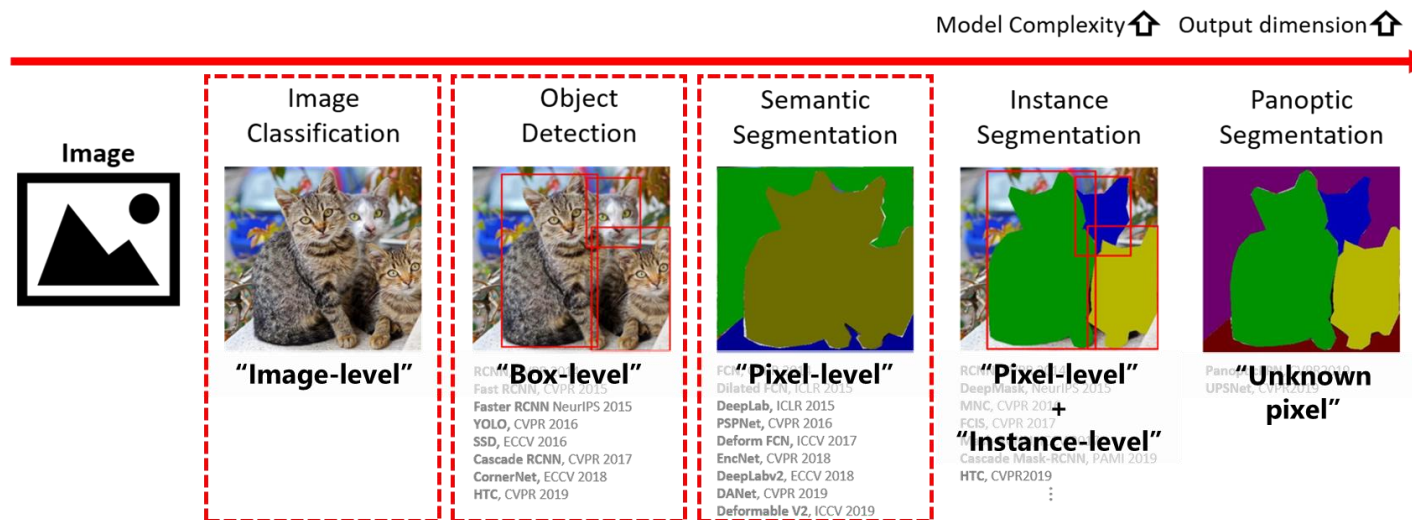 Model Complexity
Output dimension
Image
Image
Classification
"Image-level"
Object
Detection
"Box-level"
Fast RCNN, CVPR 2015
Faster RCNN NeurIPS 2015
YOLO, CVPR 2016
SSD, ECCV 2016
Cascade RCNN, CVPR 2017
CornerNet, ECCV 2018
HTC, CVPR 2019
Semantic
Segmentation
"Pixel-level"
Dilated FCN, ICLR 2015
DeepLab, ICLR 2015
PSPNet, CVPR 2016
Deform FCN, ICCV 2017
EncNet, CVPR 2018
DeepLabv2, ECCV 2018
DANet, CVPR 2019
Deformable V2, ICCV 2019
Instance
Segmentation
"Pixel-level"
DeepMask, NeurIPS 2015
+
MNC, CVPR
FCIS, CVPR 2017
"Instance-level"
Cascade Mask-RCNN, PAMI 2019
HTC, CVPR2019
⋮
Panoptic
Segmentation
"Unknown
UPSNet, CVPR2019
pixel"